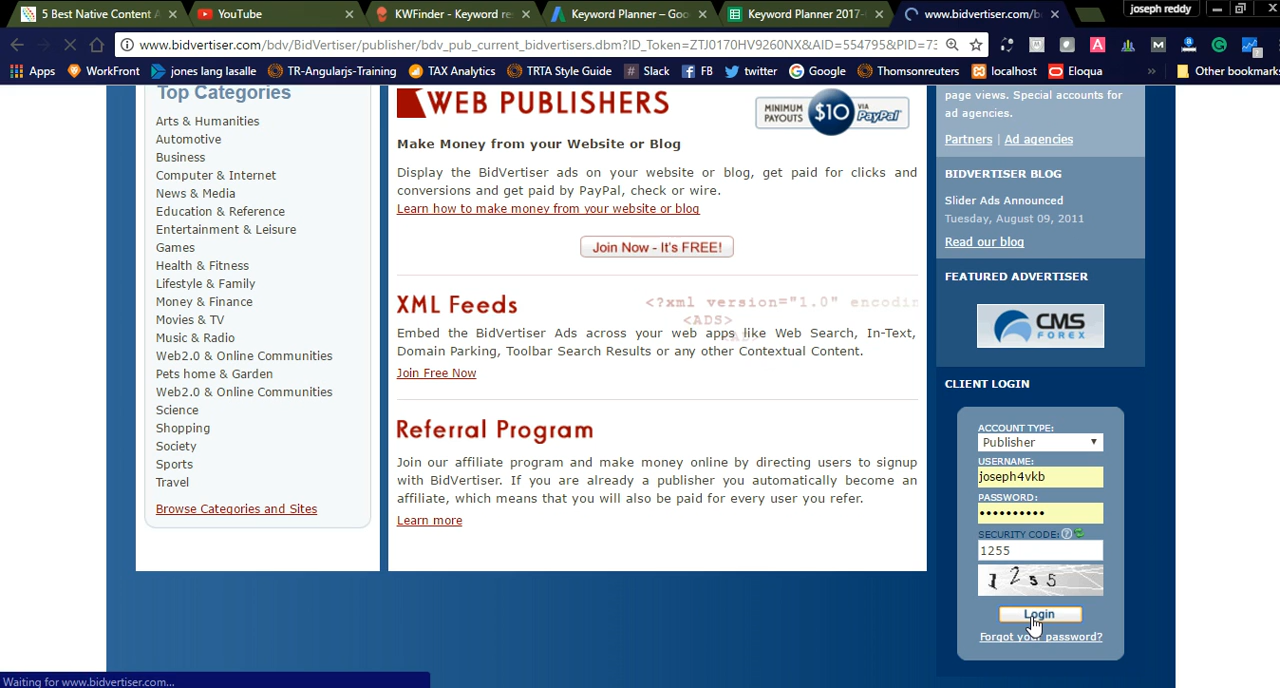 5 Best Native Content A
YouTube
KWFinder - Keyword re
Keyword Planner – Goo
Keyword Planner 2017-
www.bidvertiser.com/b
joseph reddy
www.bidvertiser.com/bdv/BidVertiser/publisher/bdv_pub_current_bidvertisers.dbm?ID_Token=ZTJ0170HV9260NX&AID=554795&PID=73
Apps
WorkFront
jones lang lasalle
TR-Angularjs-Training
TAX Analytics
TRTA Style Guide
Slack
FB
twitter
Google
Thomsonreuters
localhost
Eloqua
»
Other bookmarks
Top Categories
Arts & Humanities
Automotive
Business
Computer & Internet
News & Media
Education & Reference
Entertainment & Leisure
Games
Health & Fitness
Lifestyle & Family
Money & Finance
Movies & TV
Music & Radio
Web2.0 & Online Communities
Pets home & Garden
Web2.0 & Online Communities
Science
Shopping
Society
Sports
Travel
Browse Categories and Sites
WEB PUBLISHERS
MINIMUM PAYOUTS $10 VIA PayPal
Make Money from your Website or Blog
Display the BidVertiser ads on your website or blog, get paid for clicks and
conversions and get paid by PayPal, check or wire.
Learn how to make money from your website or blog
Join Now - It's FREE!
XML Feeds
<?xml version="1.0" encodin
<ADS>
Embed the BidVertiser Ads across your web apps like Web Search, In-Text,
Domain Parking, Toolbar Search Results or any other Contextual Content.
Join Free Now
Referral Program
Join our affiliate program and make money online by directing users to signup
with BidVertiser. If you are already a publisher you automatically become an
affiliate, which means that you will also be paid for every user you refer.
Learn more
page views. Special accounts for
ad agencies.
Partners | Ad agencies
BIDVERTISER BLOG
Slider Ads Announced
Tuesday, August 09, 2011
Read our blog
FEATURED ADVERTISER
CMS
FOREX
CLIENT LOGIN
ACCOUNT TYPE:
Publisher
USERNAME:
joseph4vkb
PASSWORD:
••••••••••
SECURITY CODE:
1255
1255
Login
Forgot your password?
Waiting for www.bidvertiser.com...